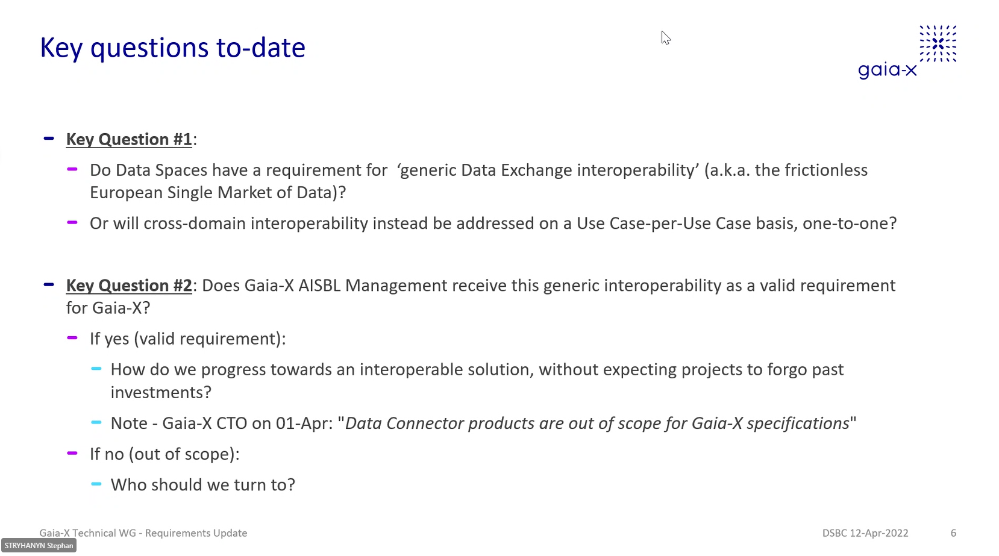 Key questions to-date
gaia-x
Key Question #1:
Do Data Spaces have a requirement for  ‘generic Data Exchange interoperability’ (a.k.a. the frictionless
European Single Market of Data)?
Or will cross-domain interoperability instead be addressed on a Use Case-per-Use Case basis, one-to-one?
Key Question #2: Does Gaia-X AISBL Management receive this generic interoperability as a valid requirement
for Gaia-X?
If yes (valid requirement):
How do we progress towards an interoperable solution, without expecting projects to forgo past
investments?
Note - Gaia-X CTO on 01-Apr: "Data Connector products are out of scope for Gaia-X specifications"
If no (out of scope):
Who should we turn to?
Gaia-X Technical WG - Requirements Update
DSBC 12-Apr-2022
6
STRYHANYN Stephan